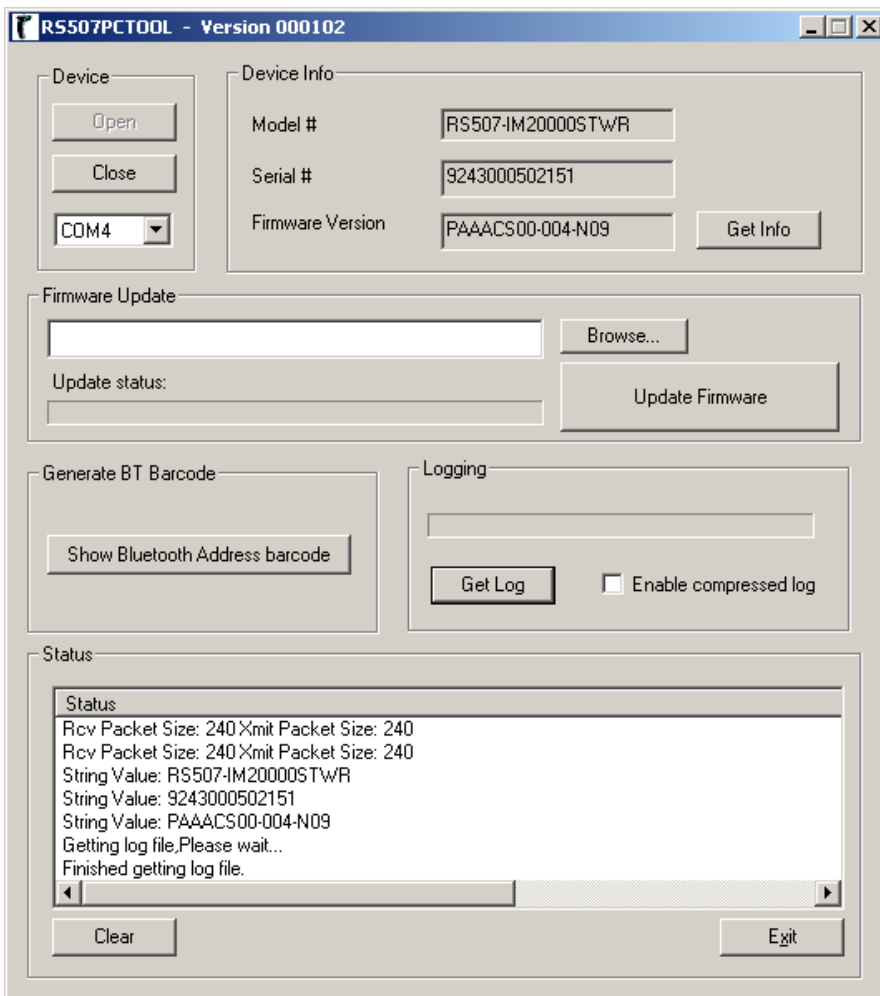 RS507PCTOOL - Version 000102
Device
Open
Close
COM4
Device Info
Model #
RS507-IM20000STWR
Serial #
9243000502151
Firmware Version
PAAACS00-004-N09
Get Info
Firmware Update
Browse...
Update status:
Update Firmware
Generate BT Barcode
Show Bluetooth Address barcode
Logging
Get Log
Enable compressed log
Status
Status
Rcv Packet Size: 240 Xmit Packet Size: 240
Rcv Packet Size: 240 Xmit Packet Size: 240
String Value: RS507-IM20000STWR
String Value: 9243000502151
String Value: PAAACS00-004-N09
Getting log file,Please wait...
Finished getting log file.
Clear
Exit